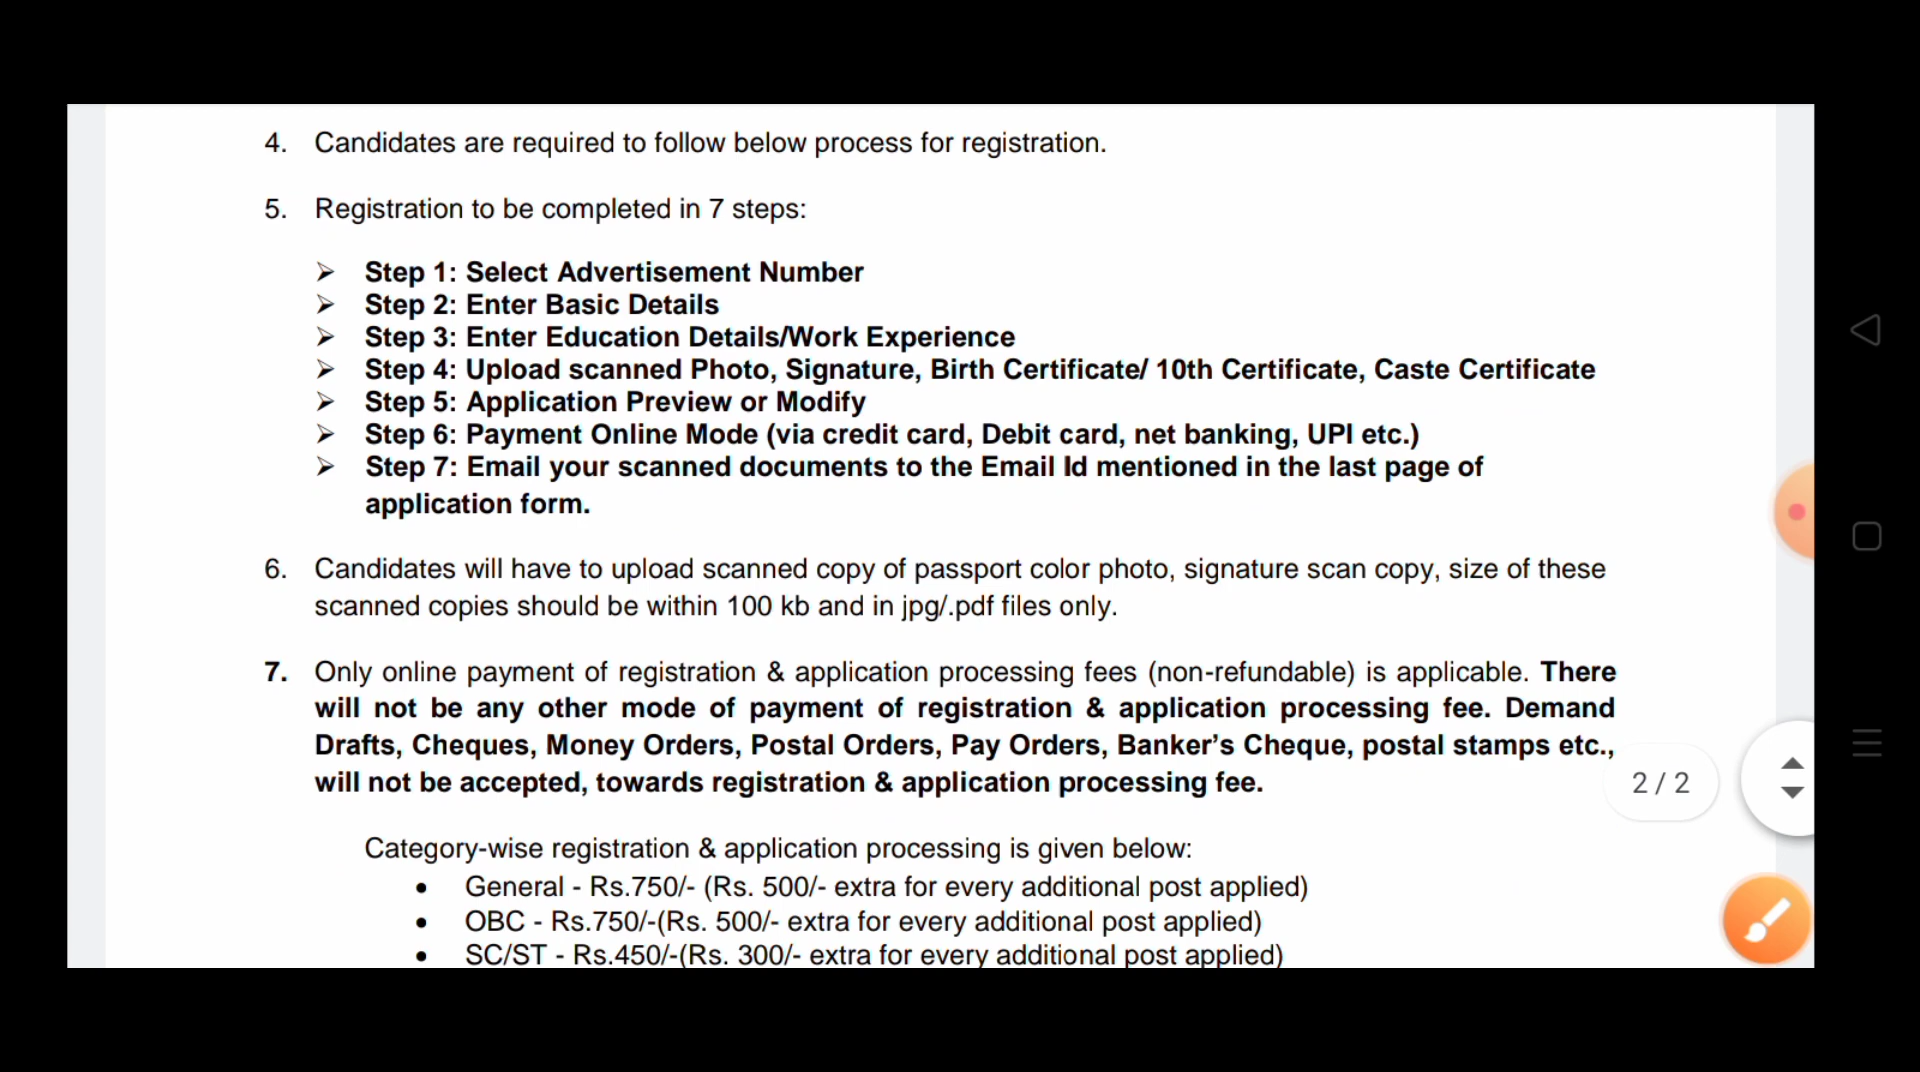 4. Candidates are required to follow below process for registration.
5. Registration to be completed in 7 steps:
➢ Step 1: Select Advertisement Number
➢ Step 2: Enter Basic Details
➢ Step 3: Enter Education Details/Work Experience
➢ Step 4: Upload scanned Photo, Signature, Birth Certificate/ 10th Certificate, Caste Certificate
➢ Step 5: Application Preview or Modify
➢ Step 6: Payment Online Mode (via credit card, Debit card, net banking, UPI etc.)
➢ Step 7: Email your scanned documents to the Email Id mentioned in the last page of
application form.
6. Candidates will have to upload scanned copy of passport color photo, signature scan copy, size of these
scanned copies should be within 100 kb and in jpg/.pdf files only.
7. Only online payment of registration & application processing fees (non-refundable) is applicable. There
will not be any other mode of payment of registration & application processing fee. Demand
Drafts, Cheques, Money Orders, Postal Orders, Pay Orders, Banker’s Cheque, postal stamps etc.,
will not be accepted, towards registration & application processing fee.
2 / 2
Category-wise registration & application processing is given below:
• General - Rs.750/- (Rs. 500/- extra for every additional post applied)
• OBC - Rs.750/-(Rs. 500/- extra for every additional post applied)
• SC/ST - Rs.450/-(Rs. 300/- extra for every additional post applied)